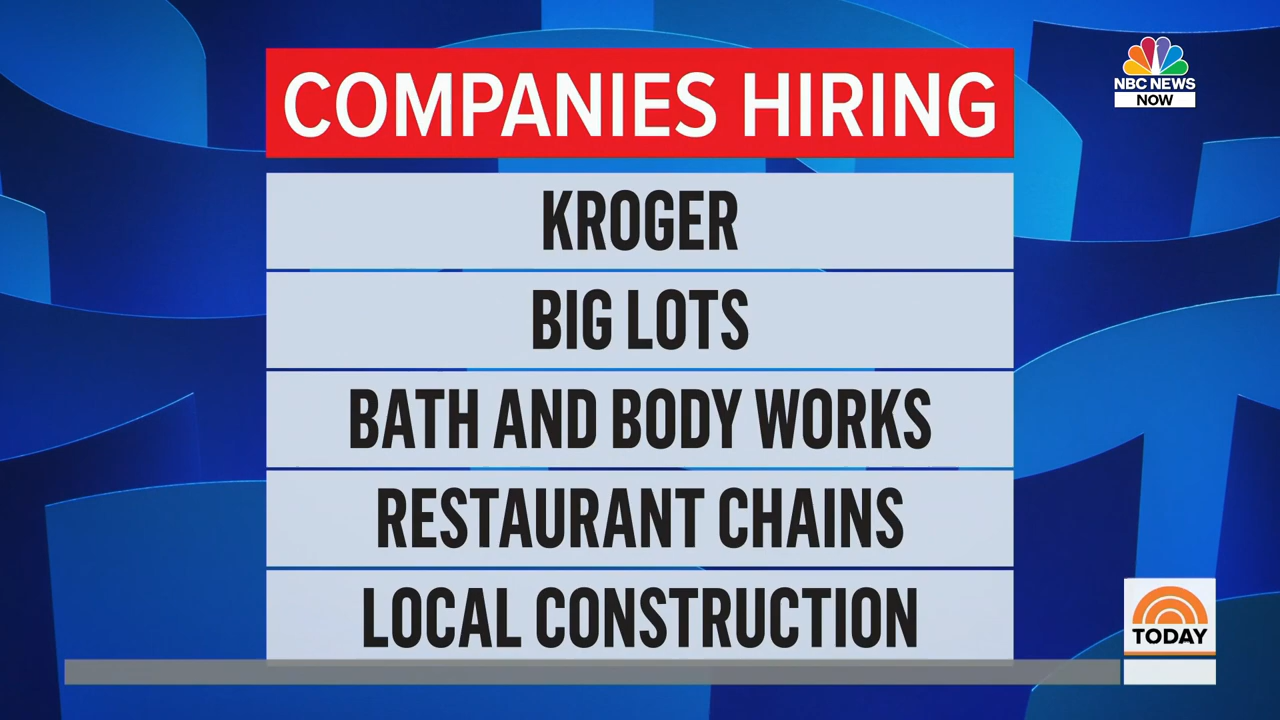 COMPANIES HIRING
NBC NEWS
NOW
KROGER
BIG LOTS
BATH AND BODY WORKS
RESTAURANT CHAINS
LOCAL CONSTRUCTION
TODAY